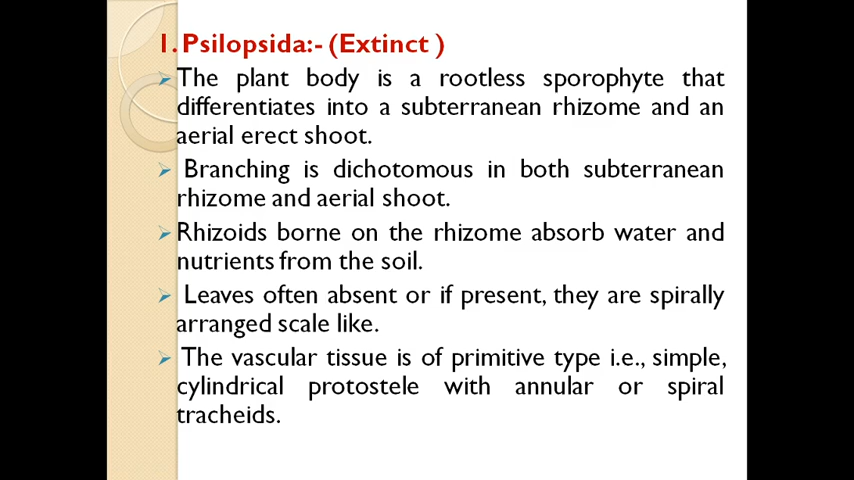 1. Psilopsida:- (Extinct )
The plant body is a rootless sporophyte that
differentiates into a subterranean rhizome and an
aerial erect shoot.
Branching is dichotomous in both subterranean
rhizome and aerial shoot.
Rhizoids borne on the rhizome absorb water and
nutrients from the soil.
Leaves often absent or if present, they are spirally
arranged scale like.
The vascular tissue is of primitive type i.e., simple,
cylindrical protostele with annular or spiral
tracheids.